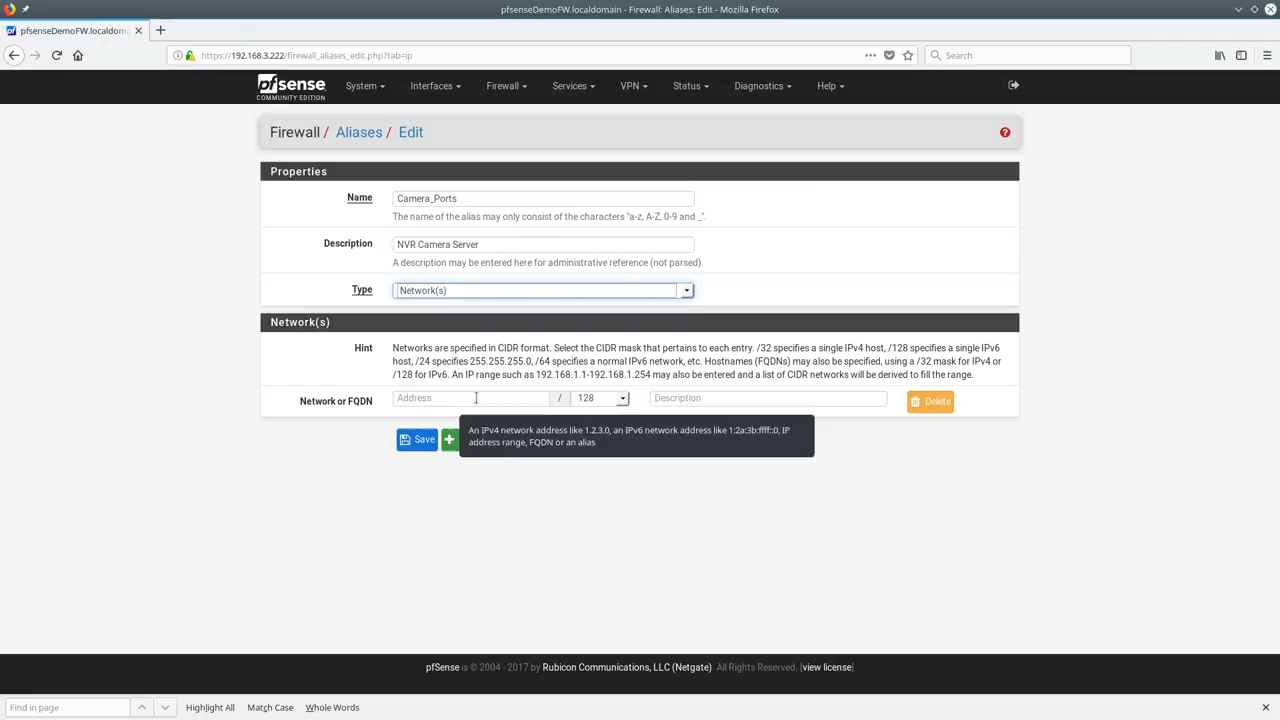 pfsenseDemoFW.localdomain - Firewall: Aliases: Edit - Mozilla Firefox
pfsenseDemoFW.localdoma
https://192.168.3.222/firewall_aliases_edit.php?tab=ip
Search
pfsense
COMMUNITY EDITION
System
Interfaces
Firewall
Services
VPN
Status
Diagnostics
Help
Firewall / Aliases / Edit
?
Properties
Name
Camera_Ports
The name of the alias may only consist of the characters "a-z, A-Z, 0-9 and _".
Description
NVR Camera Server
A description may be entered here for administrative reference (not parsed).
Type
Network(s)
Network(s)
Hint
Networks are specified in CIDR format. Select the CIDR mask that pertains to each entry. /32 specifies a single IPv4 host, /128 specifies a single IPv6
host, /24 specifies 255.255.255.0, /64 specifies a normal IPv6 network, etc. Hostnames (FQDNs) may also be specified, using a /32 mask for IPv4 or
/128 for IPv6. An IP range such as 192.168.1.1-192.168.1.254 may also be entered and a list of CIDR networks will be derived to fill the range.
Network or FQDN
Address
/
128
Description
Delete
Save
An IPv4 network address like 1.2.3.0, an IPv6 network address like 1:2a:3b:ffff::0, IP
address range, FQDN or an alias
pfSense is © 2004 - 2017 by Rubicon Communications, LLC (Netgate) All Rights Reserved. [view license]
Find in page
Highlight All
Match Case
Whole Words